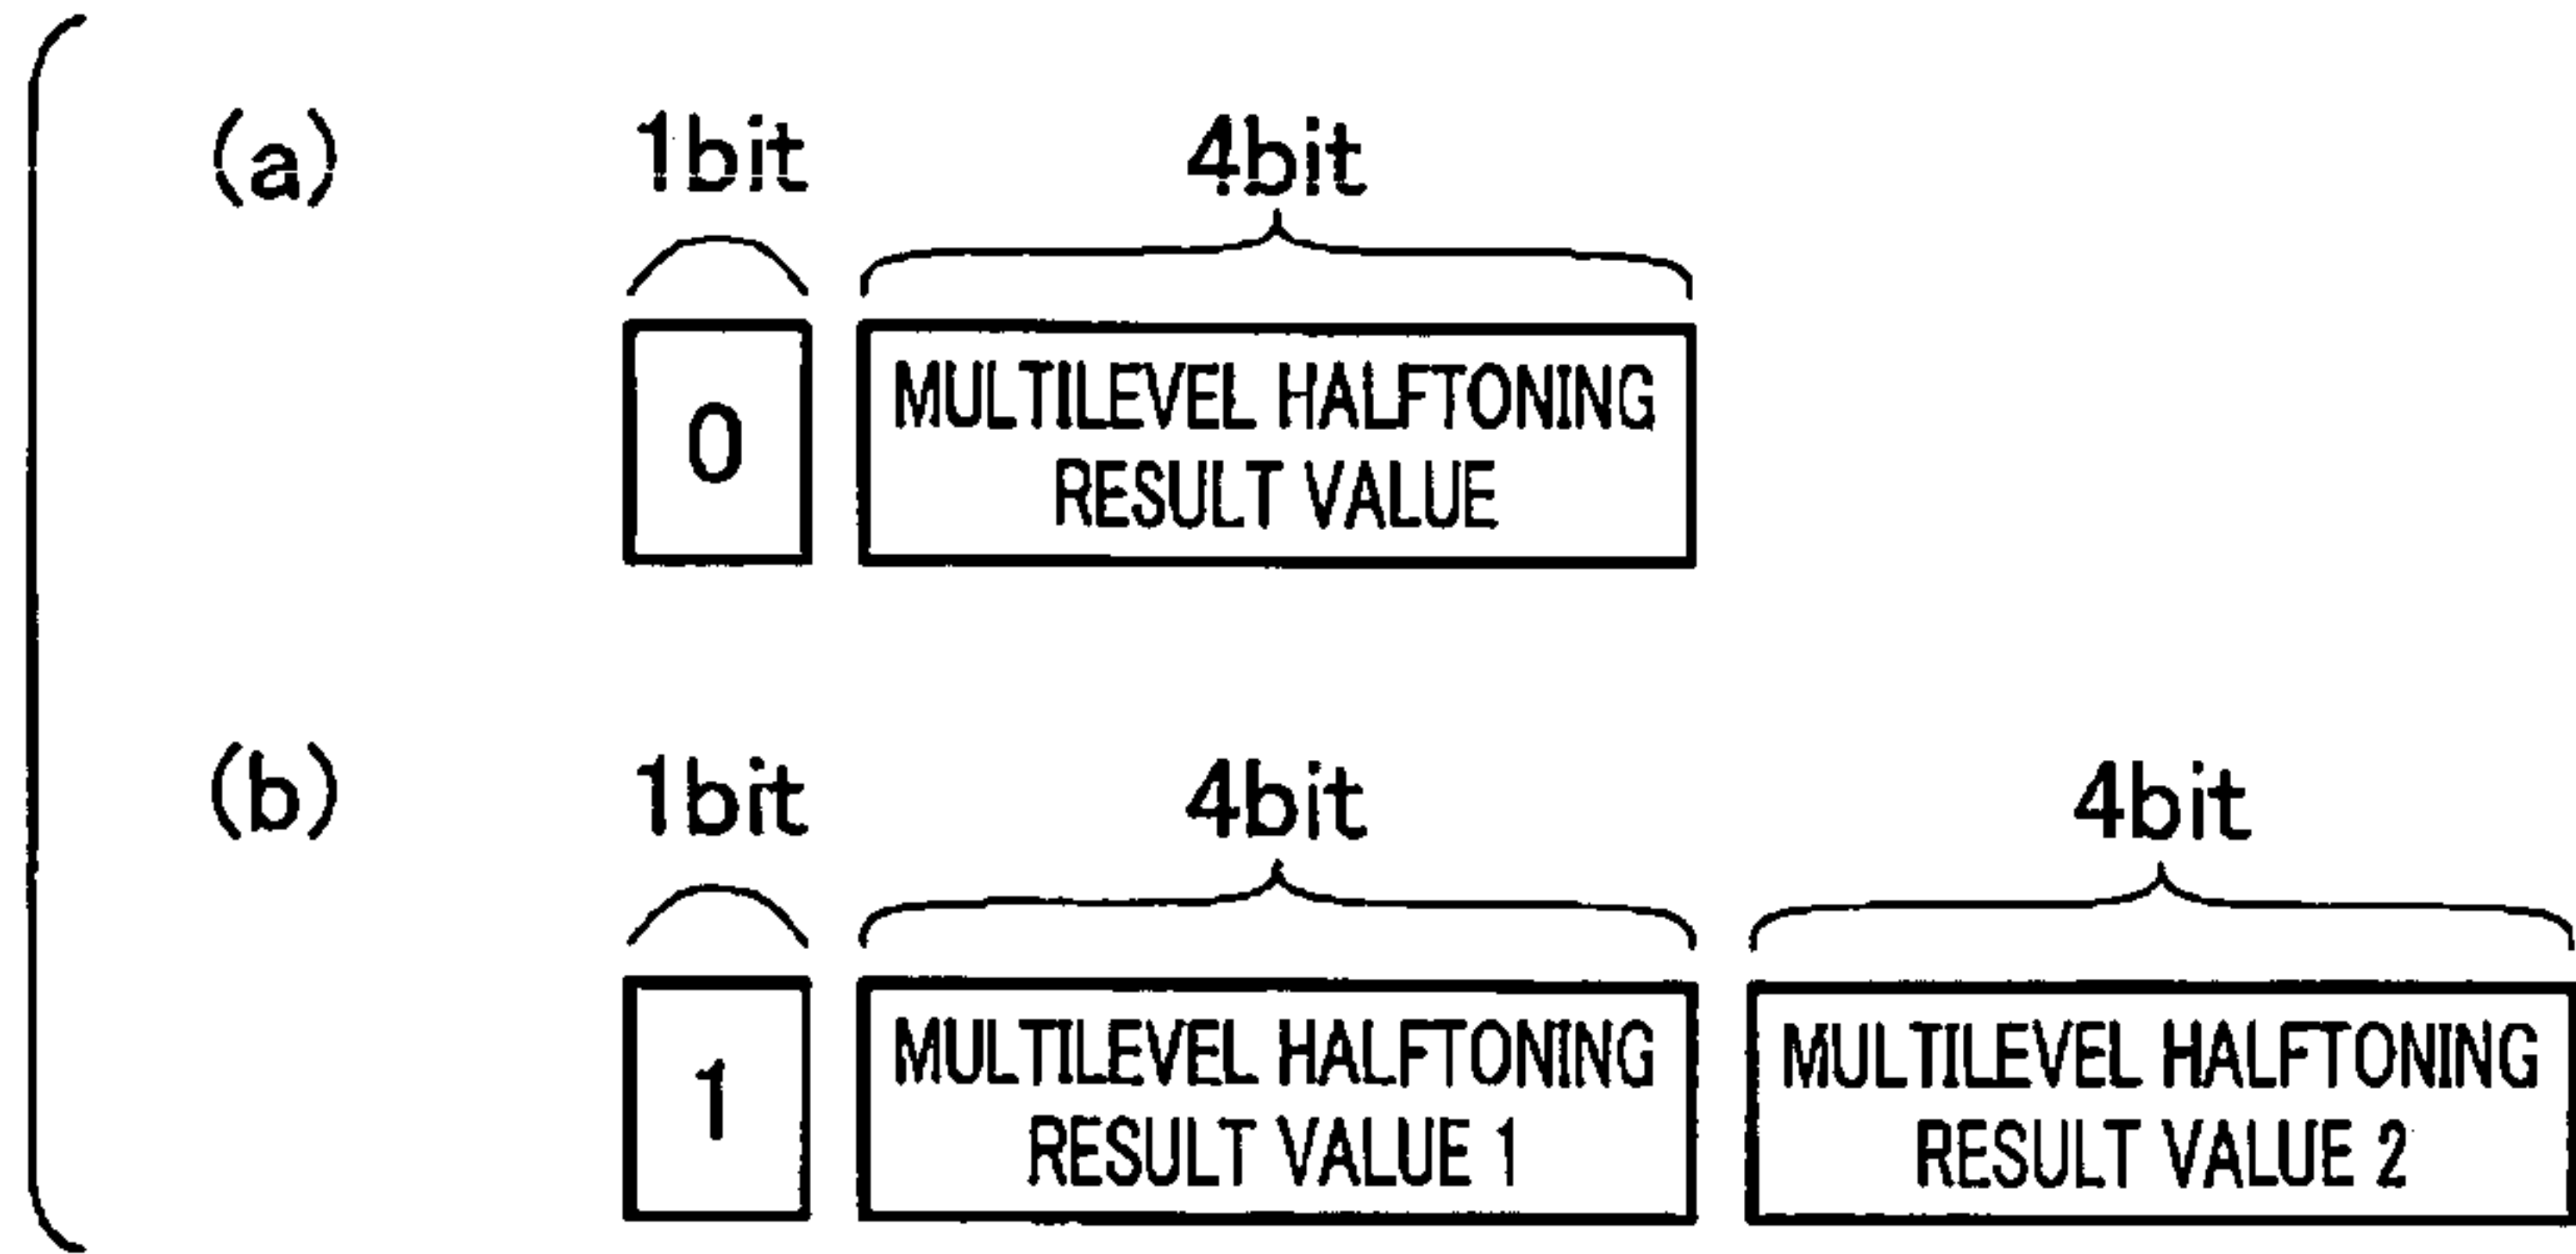 (a) 1bit 4bit
0 MULTILEVEL HALFTONING
RESULT VALUE
(b) 1bit 4bit 4bit
1 MULTILEVEL HALFTONING MULTILEVEL HALFTONING
RESULT VALUE 1 RESULT VALUE 2